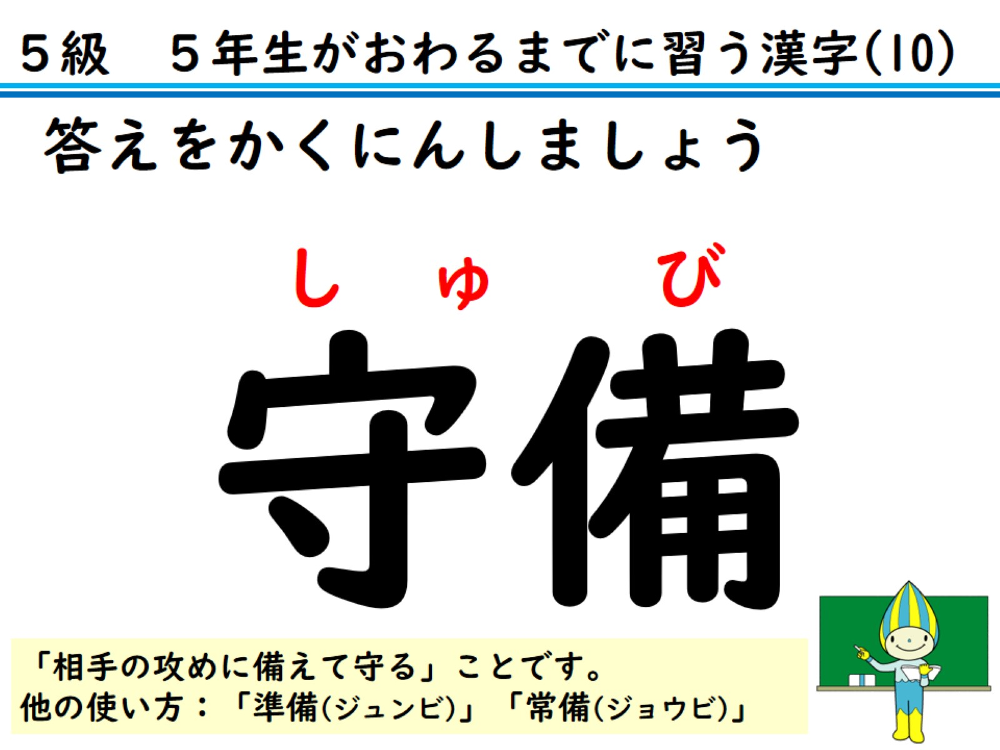 ５級　５年生がおわるまでに習う漢字(10)
答えをかくにんしましょう
しゅび
守備
「相手の攻めに備えて守る」ことです。
他の使い方：「準備(ジュンビ)」「常備(ジョウビ)」